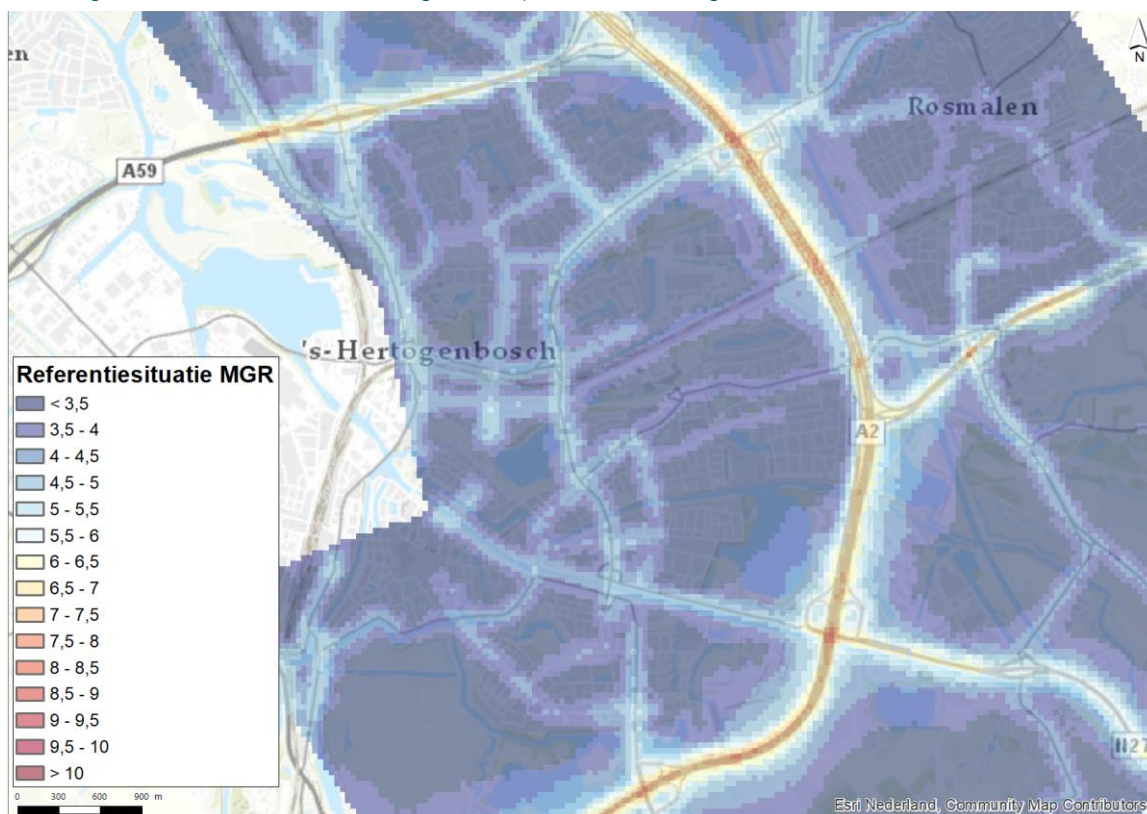 en
N
Rosmalen
A59
's-Hertogenbosch
Referentiesituatie MGR
< 3,5
3,5 - 4
4 - 4,5
4,5 - 5
5 - 5,5
5,5 - 6
6 - 6,5
6,5 - 7
7 - 7,5
7,5 - 8
8 - 8,5
8,5 - 9
9 - 9,5
9,5 - 10
> 10
A2
N27
0 300 600 900 m
Esri Nederland, Community Map Contributors